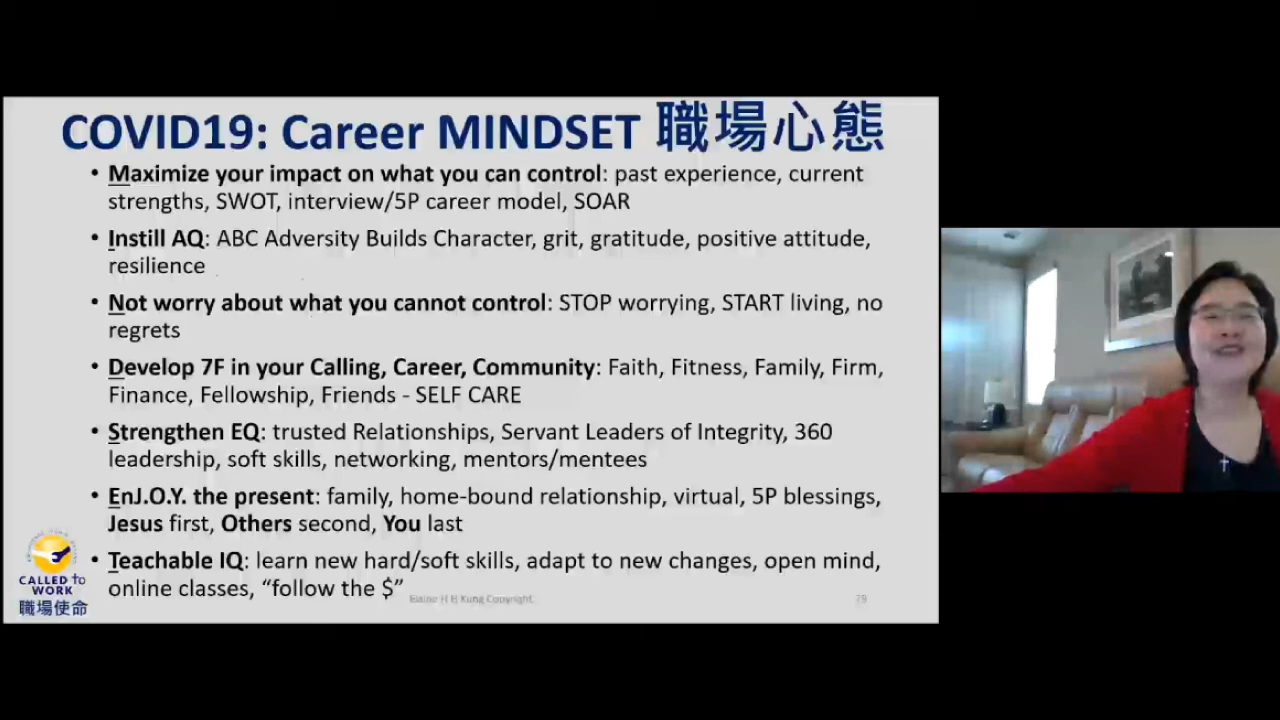 COVID19: Career MINDSET 職場心態
• Maximize your impact on what you can control: past experience, current
strengths, SWOT, interview/5P career model, SOAR
• Instill AQ: ABC Adversity Builds Character, grit, gratitude, positive attitude,
resilience
• Not worry about what you cannot control: STOP worrying, START living, no
regrets
• Develop 7F in your Calling, Career, Community: Faith, Fitness, Family, Firm,
Finance, Fellowship, Friends - SELF CARE
• Strengthen EQ: trusted Relationships, Servant Leaders of Integrity, 360
leadership, soft skills, networking, mentors/mentees
• EnJ.O.Y. the present: family, home-bound relationship, virtual, 5P blessings,
Jesus first, Others second, You last
• Teachable IQ: learn new hard/soft skills, adapt to new changes, open mind,
online classes, “follow the $”
CALLED to
WORK
職場使命
Elaine H B Kung Copyright
79